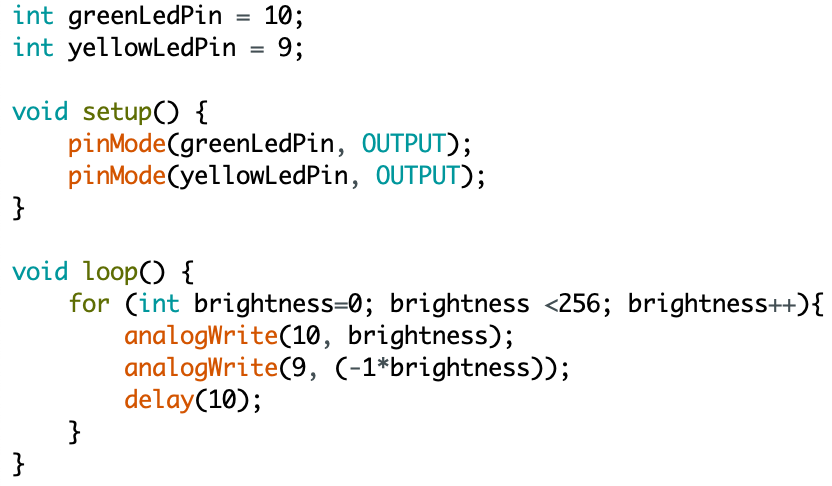 int greenLedPin = 10;
int yellowLedPin = 9;

void setup() {
    pinMode(greenLedPin, OUTPUT);
    pinMode(yellowLedPin, OUTPUT);
}

void loop() {
    for (int brightness=0; brightness <256; brightness++){
        analogWrite(10, brightness);
        analogWrite(9, (-1*brightness));
        delay(10);
    }
}